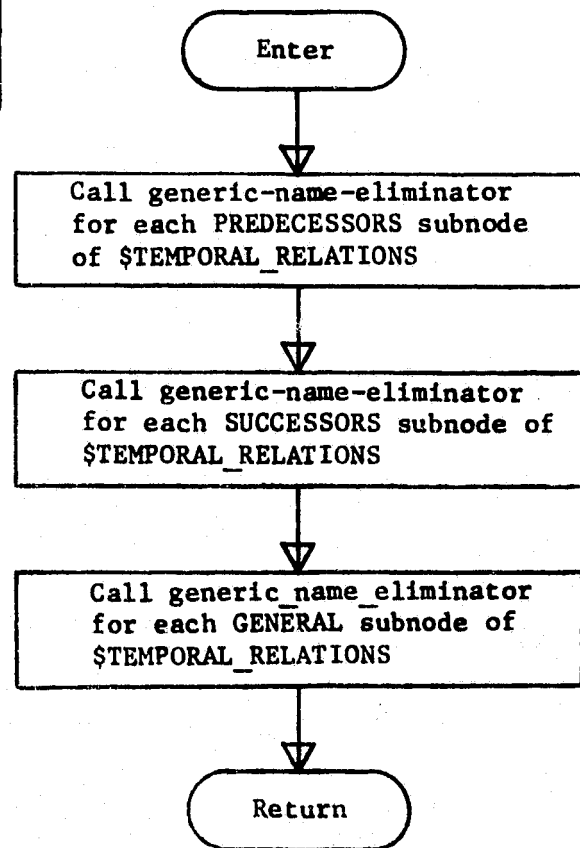 Enter
Call generic-name-eliminator
for each PREDECESSORS subnode
of $TEMPORAL_RELATIONS
Call generic-name-eliminator
for each SUCCESSORS subnode of
$TEMPORAL_RELATIONS
Call generic_name_eliminator
for each GENERAL subnode of
$TEMPORAL_RELATIONS
Return